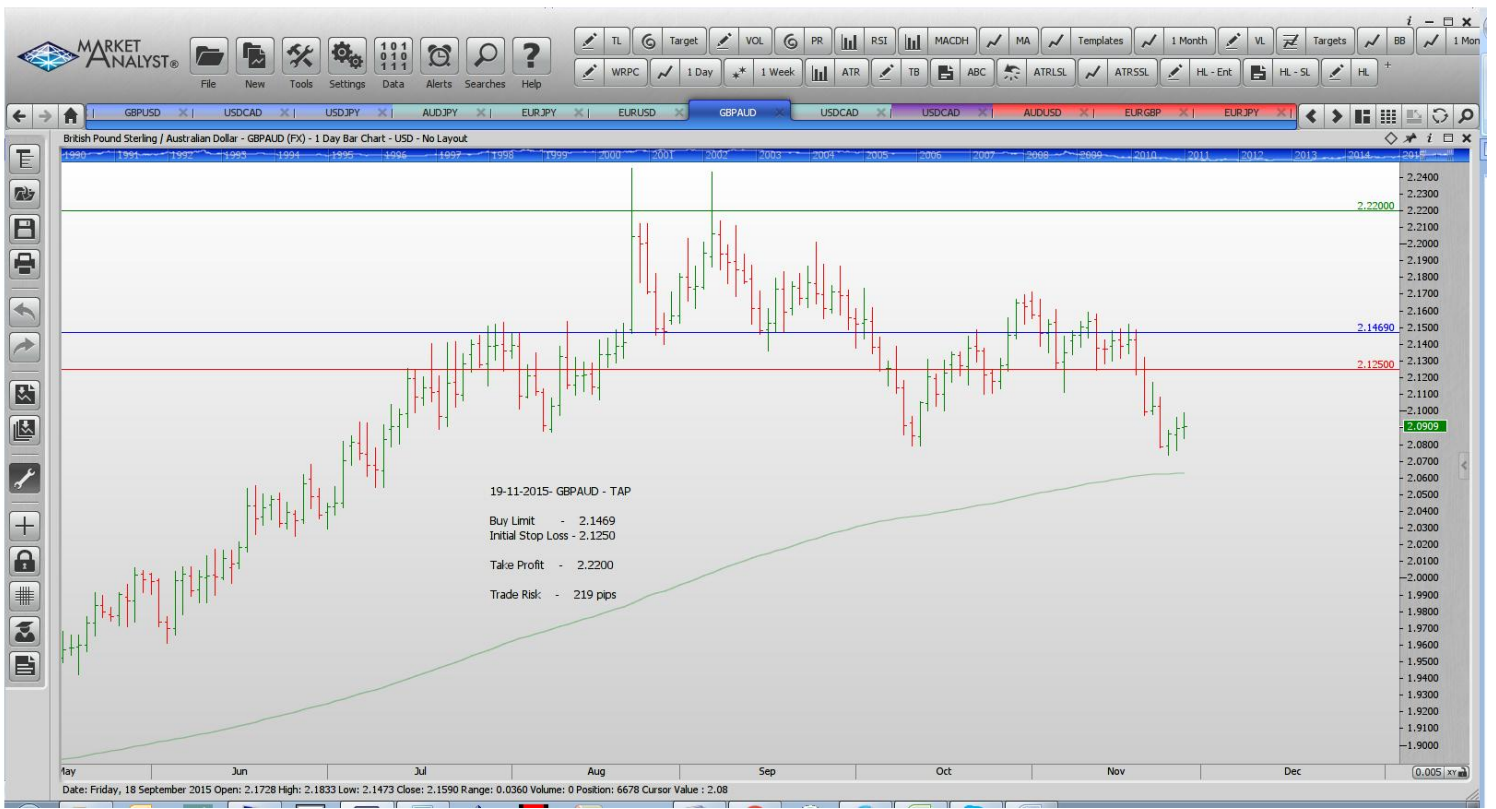 MARKET
ANALYST®
File New Tools Settings Data Alerts Searches Help
TL Target VOL PR RSI MACDH MA Templates 1 Month VL Targets BB 1 Mon
WRPC 1 Day 1 Week ATR TB ABC ATRLSL ATRSSL HL - Ent HL - SL HL
GBPUSD USDCAD USDJPY AUDJPY EURJPY EURUSD GBPAUD USDCAD USDCAD AUDUSD EURGBP EURJPY
British Pound Sterling / Australian Dollar - GBPAUD (FX) - 1 Day Bar Chart - USD - No Layout
1990 1991 1992 1993 1994 1995 1996 1997 1998 1999 2000 2001 2002 2003 2004 2005 2006 2007 2008 2009 2010 2011 2012 2013 2014 2015
2.2400
2.2300
2.22000
2.2200
2.2100
2.2000
2.1900
2.1800
2.1700
2.1600
2.14690
2.1500
2.1400
2.12500
2.1300
2.1200
2.1100
2.1000
2.0909
2.0800
2.0700
2.0600
2.0500
2.0400
2.0300
2.0200
2.0100
2.0000
1.9900
1.9800
1.9700
1.9600
1.9500
1.9400
1.9300
1.9200
1.9100
1.9000
19-11-2015- GBPAUD - TAP
Buy Limit - 2.1469
Initial Stop Loss - 2.1250
Take Profit - 2.2200
Trade Risk - 219 pips
May Jun Jul Aug Sep Oct Nov Dec
0.005 XY
Date: Friday, 18 September 2015 Open: 2.1728 High: 2.1833 Low: 2.1473 Close: 2.1590 Range: 0.0360 Volume: 0 Position: 6678 Cursor Value : 2.08